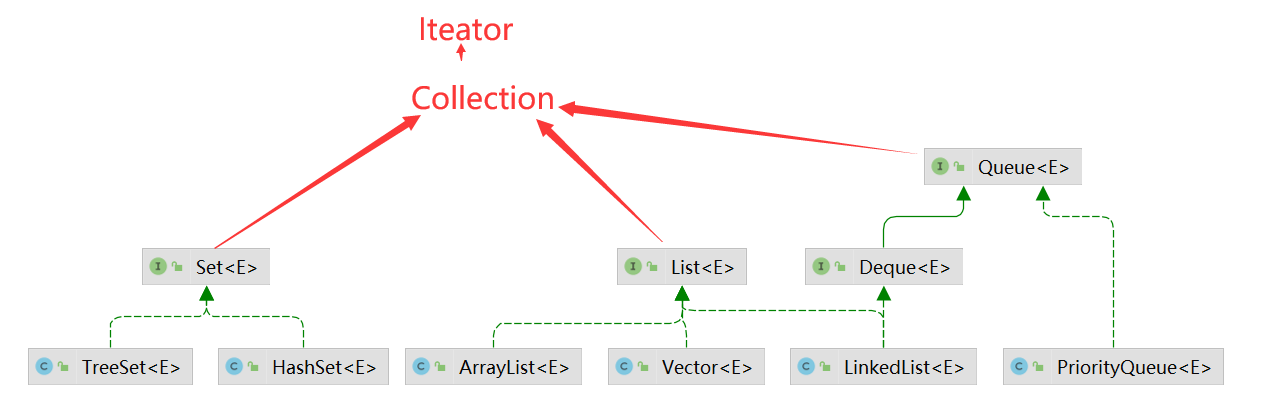 Iteator
Collection
I Queue<E>
I Set<E>
I List<E>
I Deque<E>
C TreeSet<E>
C HashSet<E>
C ArrayList<E>
C Vector<E>
C LinkedList<E>
C PriorityQueue<E>